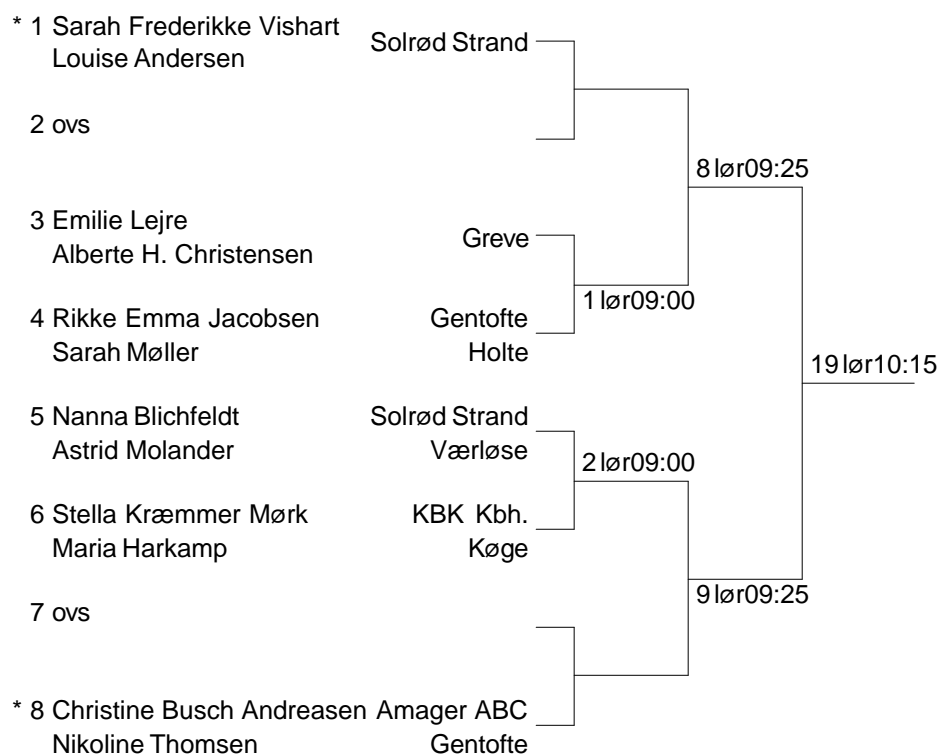 * 1 Sarah Frederikke Vishart Solrød Strand
Louise Andersen
2 ovs
8 lør09:25
3 Emilie Lejre Greve
Alberte H. Christensen
1 lør09:00
4 Rikke Emma Jacobsen Gentofte
Sarah Møller Holte
19 lør10:15
5 Nanna Blichfeldt Solrød Strand
Astrid Molander Værløse
2 lør09:00
6 Stella Kræmmer Mørk KBK Kbh.
Maria Harkamp Køge
9 lør09:25
7 ovs
* 8 Christine Busch Andreasen Amager ABC
Nikoline Thomsen Gentofte